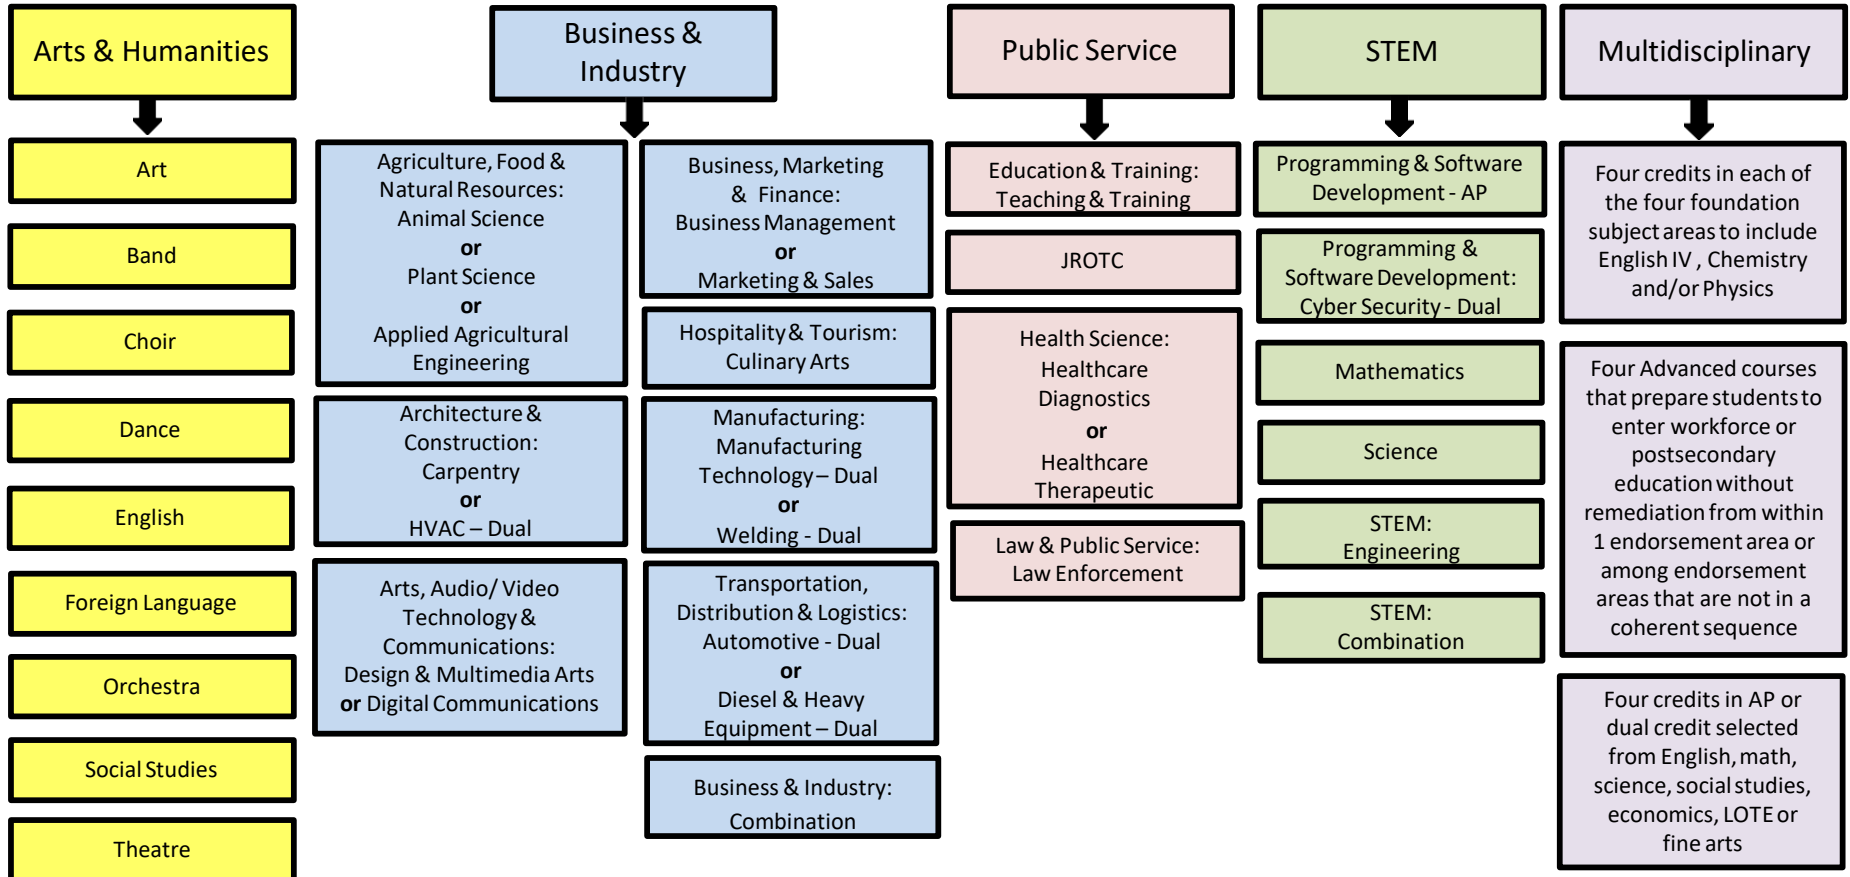 Arts & Humanities
Art
Band
Choir
Dance
English
Foreign Language
Orchestra
Social Studies
Theatre
Business &
Industry
Agriculture, Food &
Natural Resources:
Animal Science
or
Plant Science
or
Applied Agricultural
Engineering
Architecture &
Construction:
Carpentry
or
HVAC – Dual
Arts, Audio/ Video
Technology &
Communications:
Design & Multimedia Arts
or Digital Communications
Business, Marketing
& Finance:
Business Management
or
Marketing & Sales
Hospitality & Tourism:
Culinary Arts
Manufacturing:
Manufacturing
Technology – Dual
or
Welding - Dual
Transportation,
Distribution & Logistics:
Automotive - Dual
or
Diesel & Heavy
Equipment – Dual
Business & Industry:
Combination
Public Service
Education & Training:
Teaching & Training
JROTC
Health Science:
Healthcare
Diagnostics
or
Healthcare
Therapeutic
Law & Public Service:
Law Enforcement
STEM
Programming & Software
Development - AP
Programming &
Software Development:
Cyber Security - Dual
Mathematics
Science
STEM:
Engineering
STEM:
Combination
Multidisciplinary
Four credits in each of
the four foundation
subject areas to include
English IV , Chemistry
and/or Physics
Four Advanced courses
that prepare students to
enter workforce or
postsecondary
education without
remediation from within
1 endorsement area or
among endorsement
areas that are not in a
coherent sequence
Four credits in AP or
dual credit selected
from English, math,
science, social studies,
economics, LOTE or
fine arts